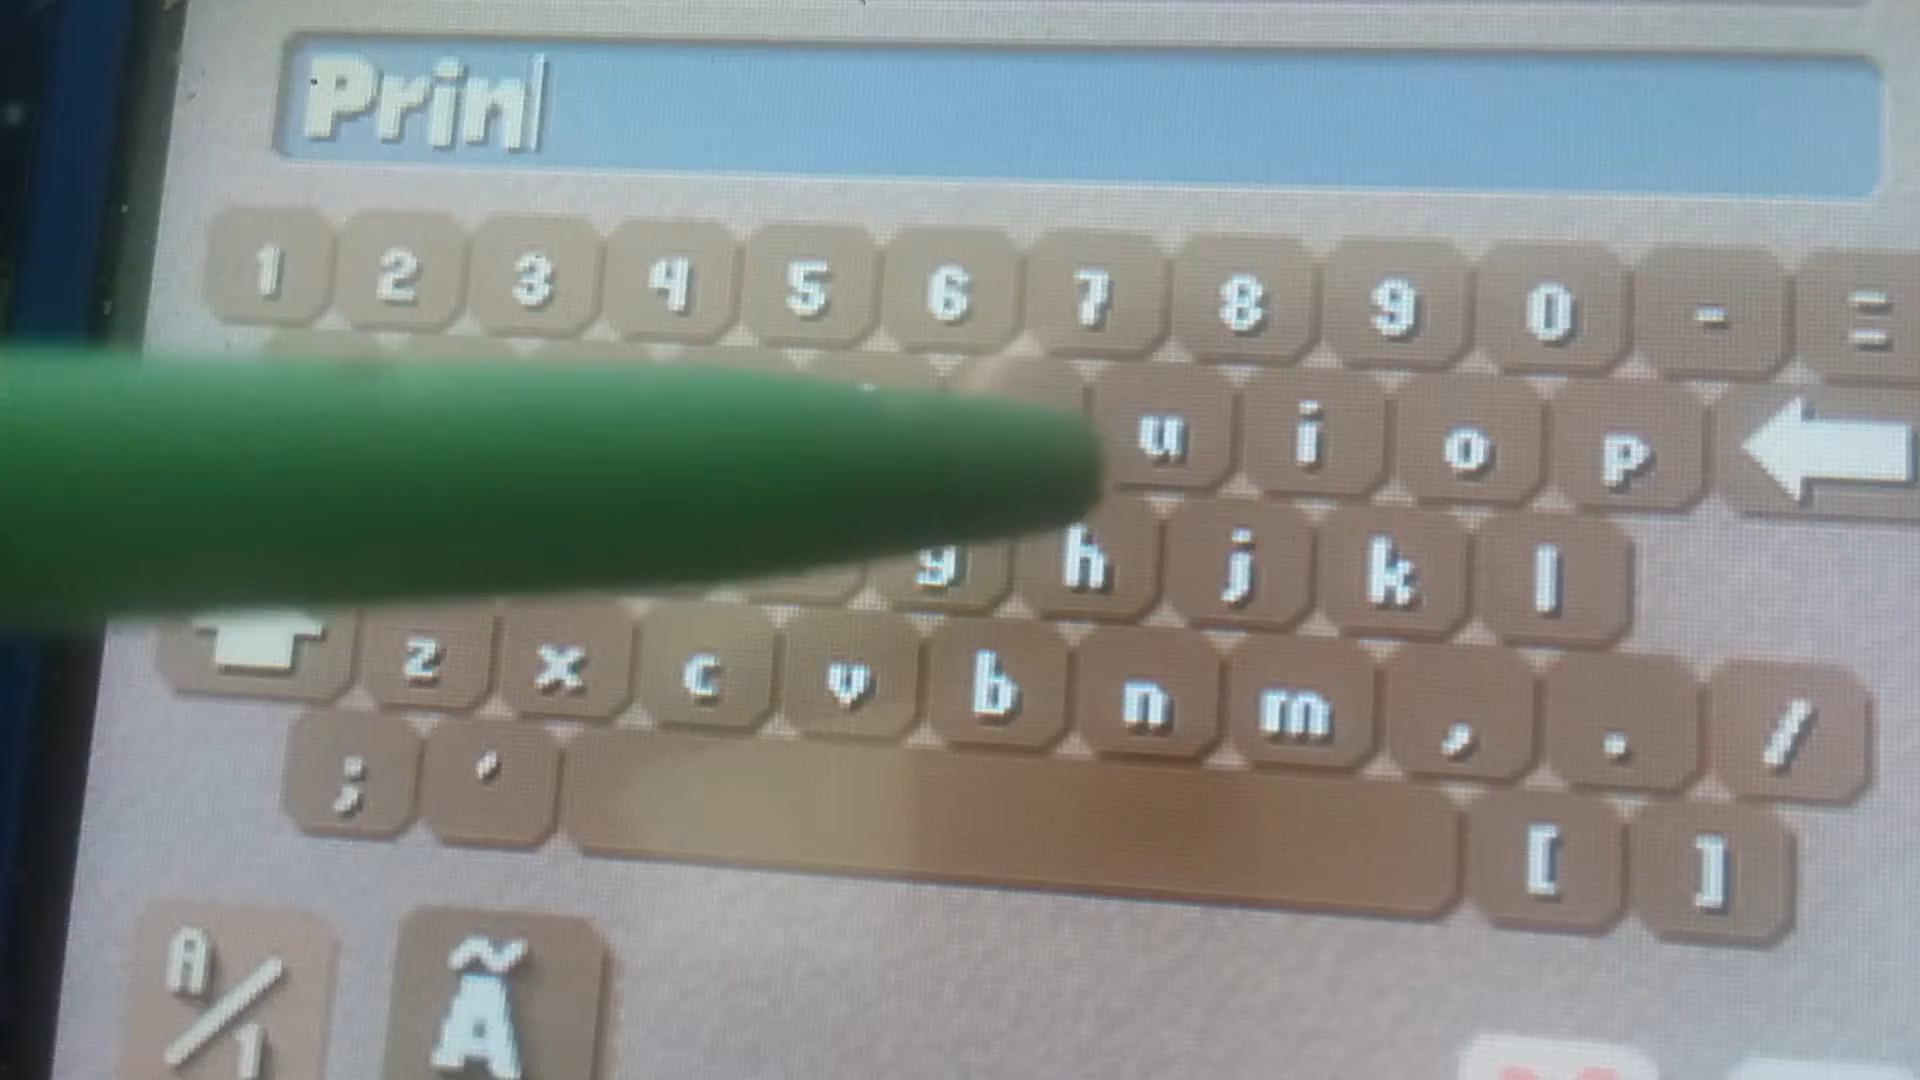 Prin
1 2 3 4 5 6 7 8 9 0 - =
u i o p
g h j k l
z x c v b n m , . /
; ' [ ]
A/1 Ã